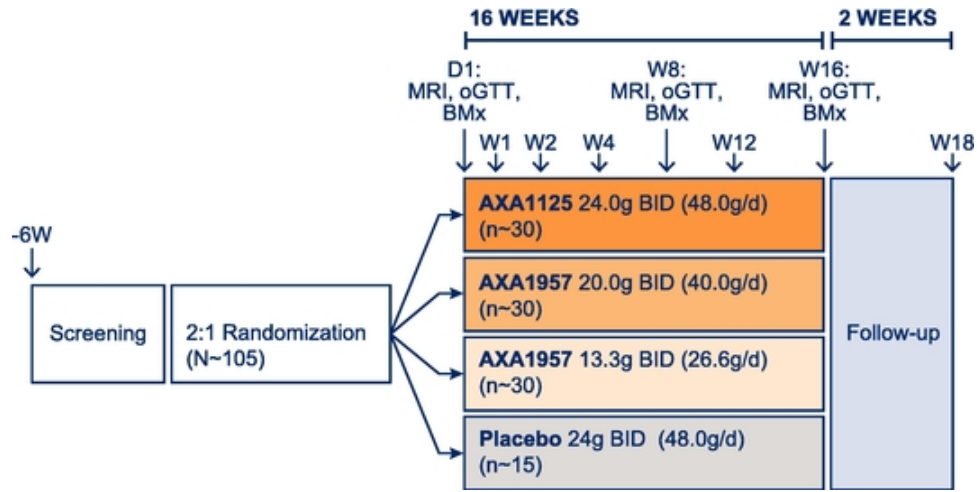 16 WEEKS
2 WEEKS
D1:
MRI, oGTT,
BMx
W8:
MRI, oGTT,
BMx
W16:
MRI, oGTT,
BMx
W1
W2
W4
W12
W18
-6W
Screening
2:1 Randomization
(N~105)
AXA1125 24.0g BID (48.0g/d)
(n~30)
AXA1957 20.0g BID (40.0g/d)
(n~30)
AXA1957 13.3g BID (26.6g/d)
(n~30)
Placebo 24g BID (48.0g/d)
(n~15)
Follow-up